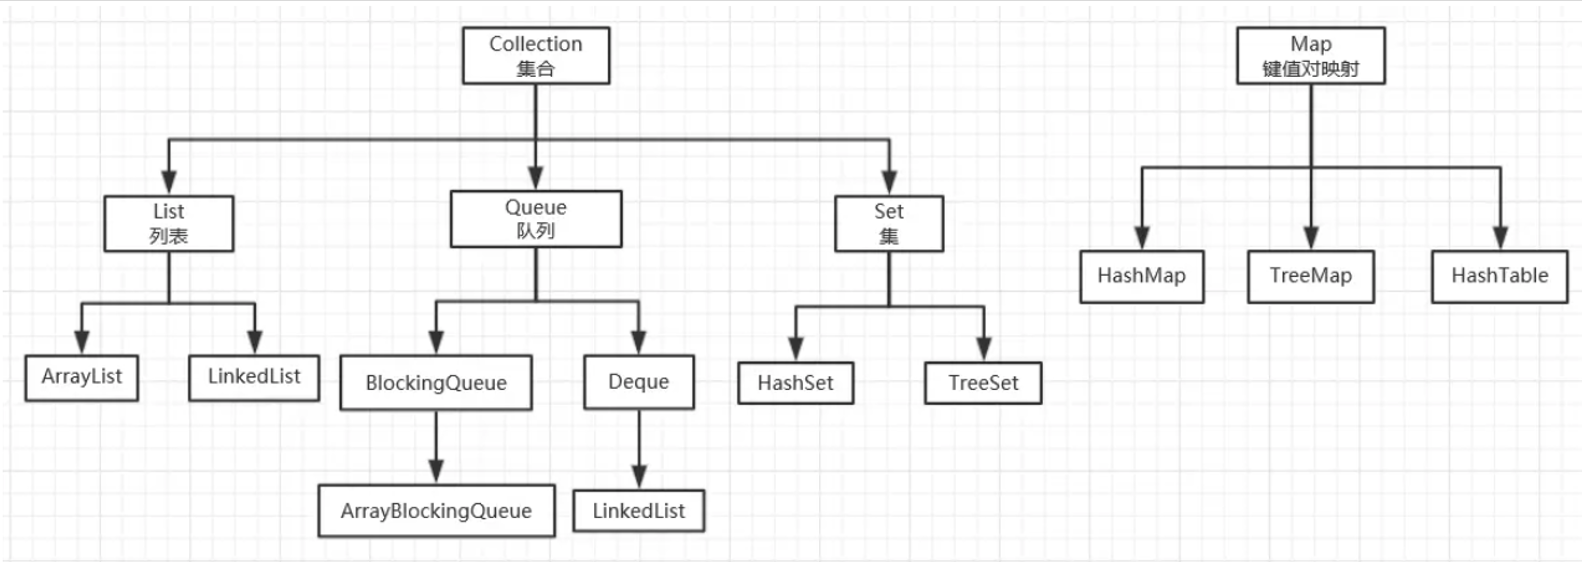 Collection
集合
Map
键值对映射
List
列表
Queue
队列
Set
集
HashMap
TreeMap
HashTable
ArrayList
LinkedList
BlockingQueue
Deque
HashSet
TreeSet
ArrayBlockingQueue
LinkedList